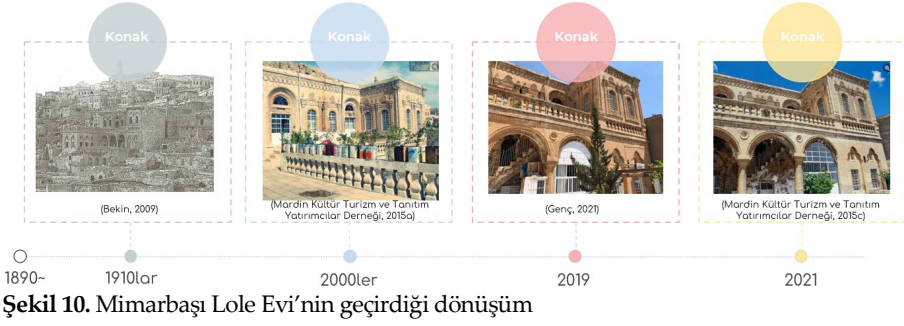 Konak
Konak
Konak
Konak
(Bekin, 2009)
(Mardin Kültür Turizm ve Tanıtım
Yatırımcılar Derneği, 2015a)
(Genç, 2021)
(Mardin Kültür Turizm ve Tanıtım
Yatırımcılar Derneği, 2015c)
1890~
1910lar
2000ler
2019
2021
Şekil 10. Mimarbaşı Lole Evi’nin geçirdiği dönüşüm